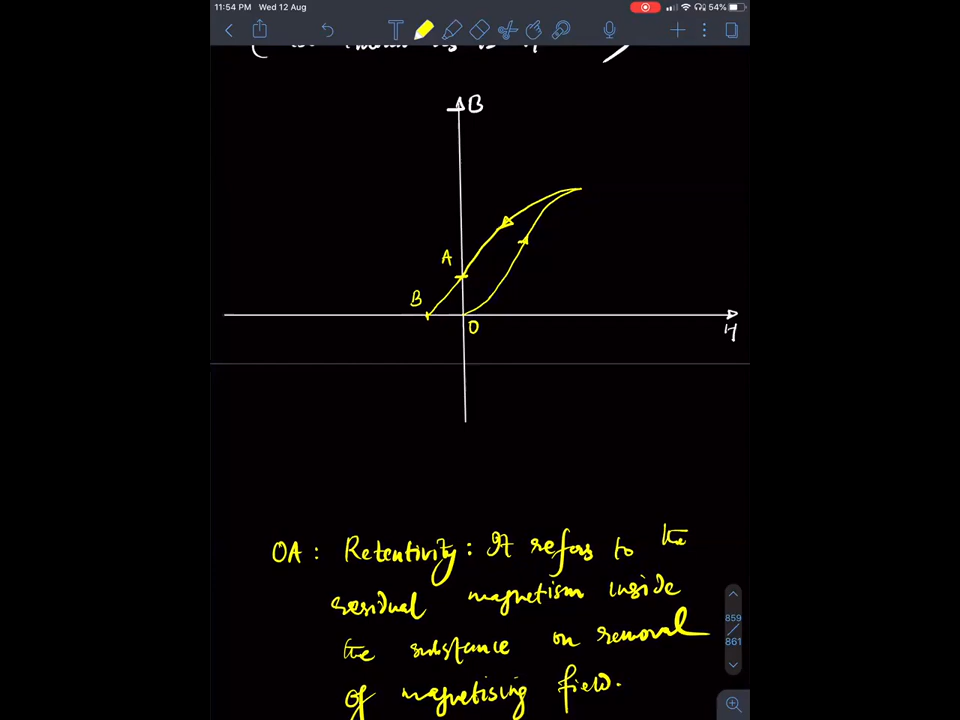 11:54 PM Wed 12 Aug 54%
T
B
A
B
O
H
OA : Retentivity : It refers to the
residual magnetism inside
the substance on removal
of magnetising field.
859
861